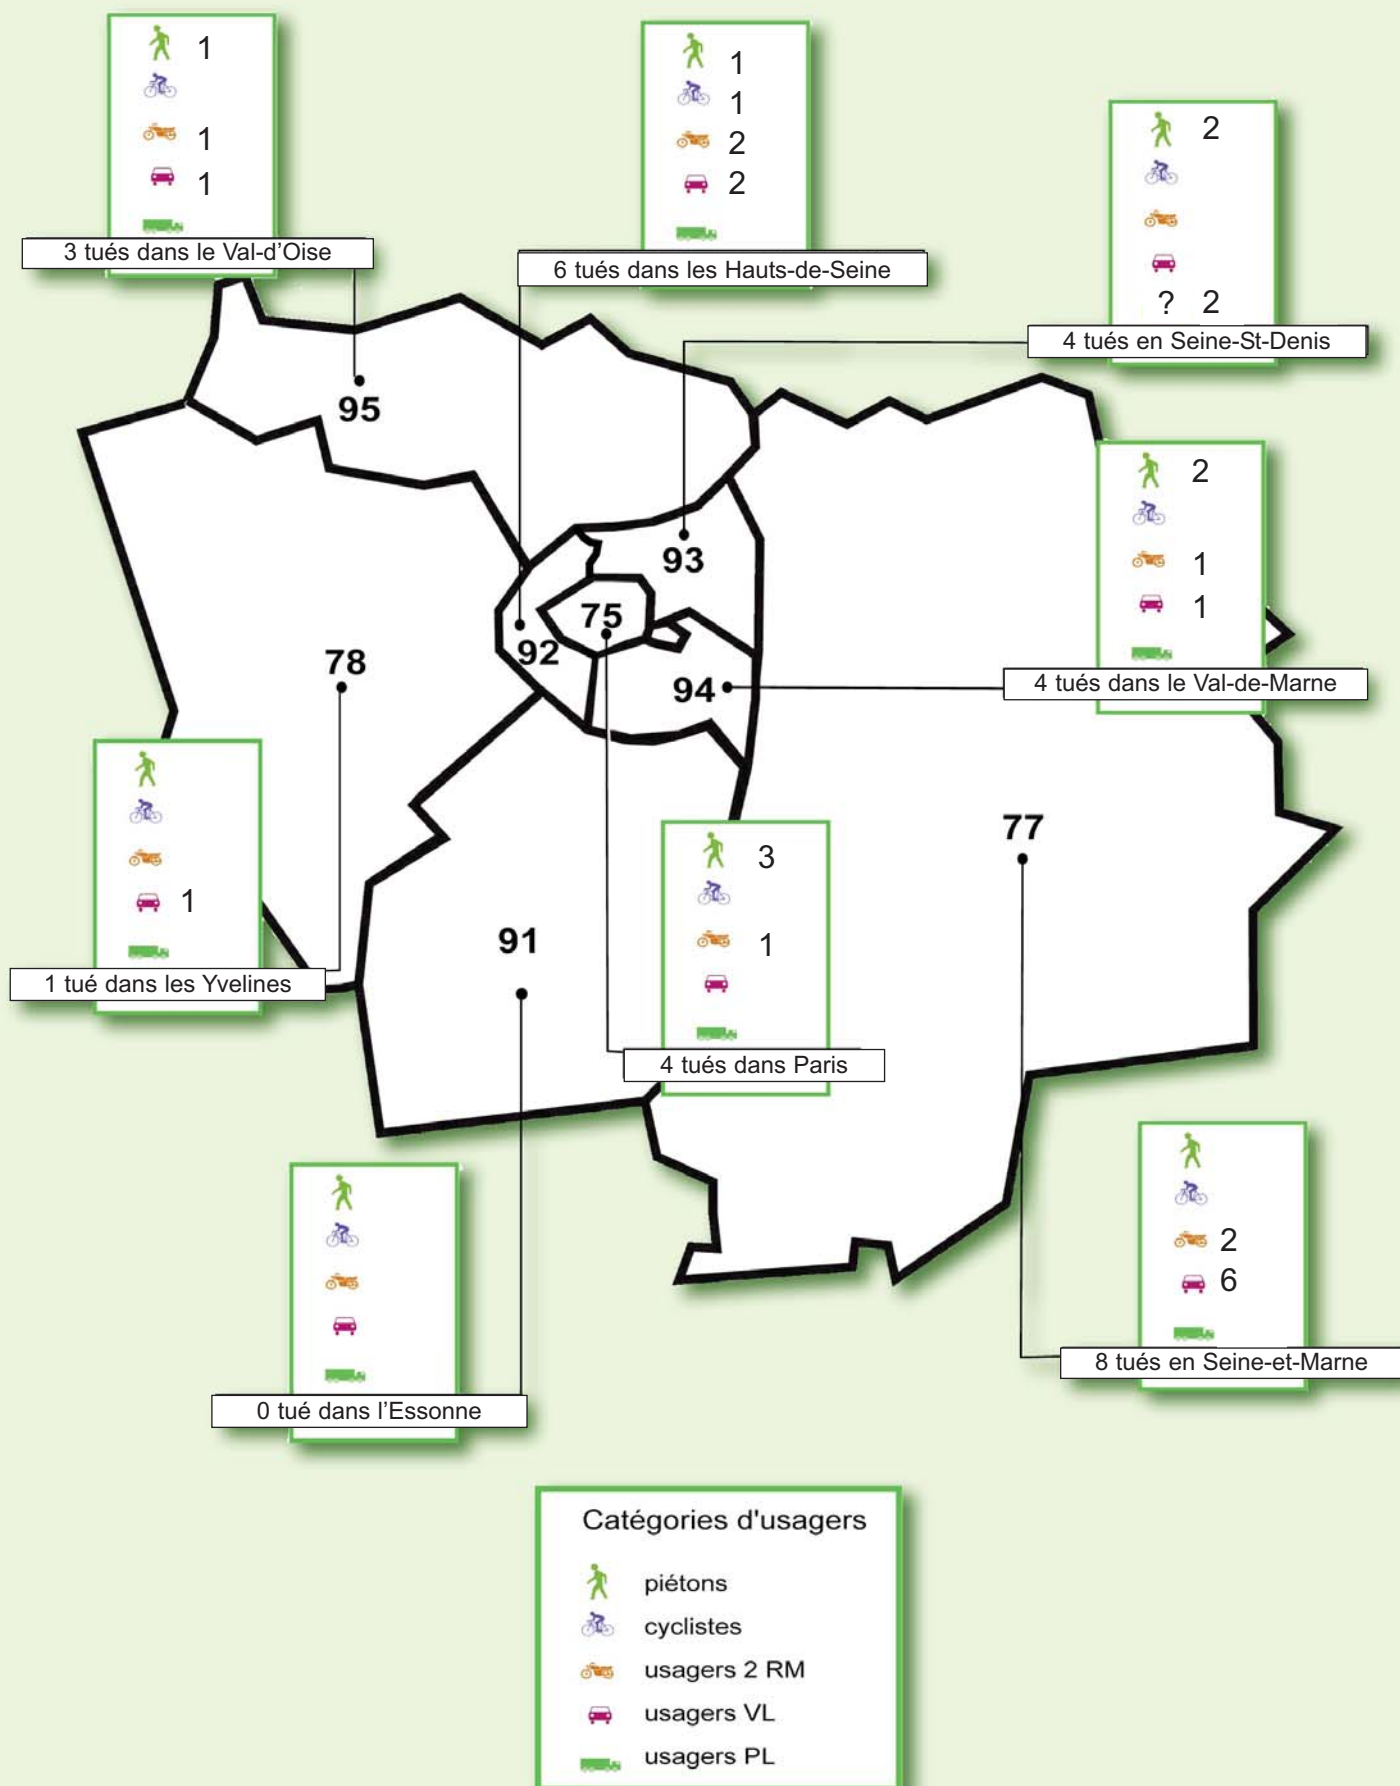 1
1
1
3 tués dans le Val-d'Oise
1
1
2
2
6 tués dans les Hauts-de-Seine
2
? 2
4 tués en Seine-St-Denis
95
93
75
92
78
94
2
1
1
4 tués dans le Val-de-Marne
1
1 tué dans les Yvelines
91
77
3
1
4 tués dans Paris
2
6
8 tués en Seine-et-Marne
0 tué dans l'Essonne
Catégories d'usagers
piétons
cyclistes
usagers 2 RM
usagers VL
usagers PL